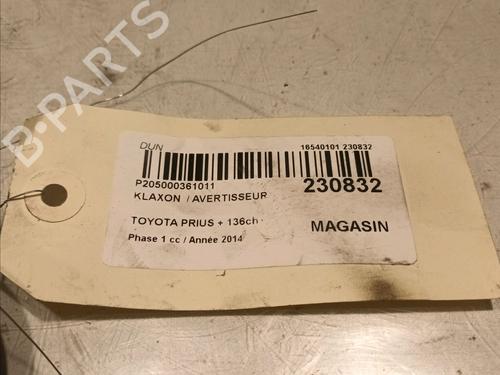 B-PARTS
DUN
16540101 230832
P205000361011
230832
KLAXON / AVERTISSEUR
TOYOTA PRIUS + 136ch
MAGASIN
Phase 1 cc / Année 2014